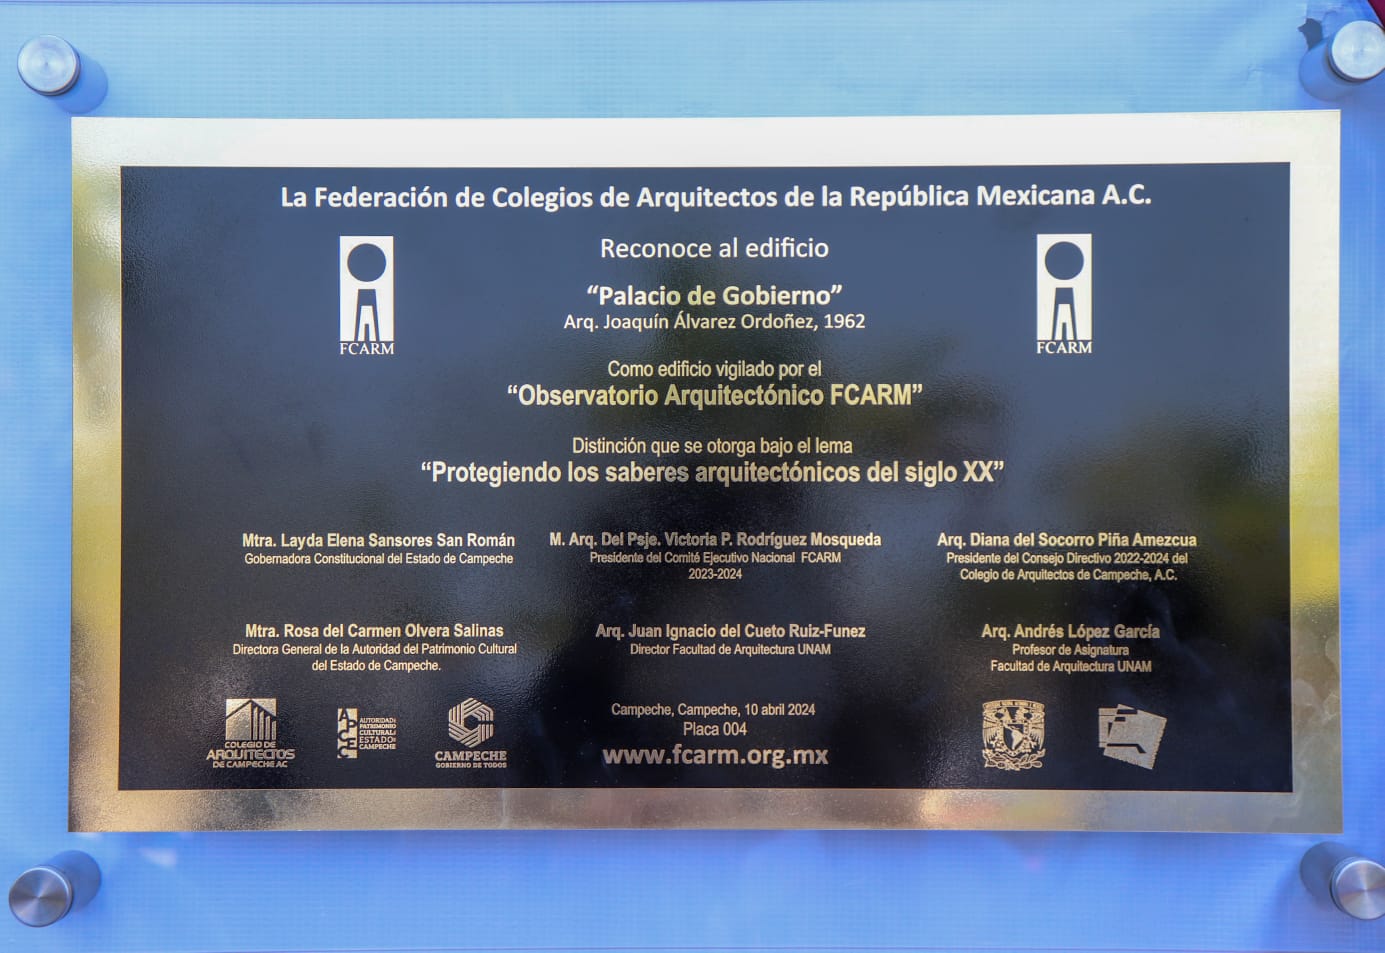 La Federación de Colegios de Arquitectos de la República Mexicana A.C.
Reconoce al edificio
“Palacio de Gobierno”
Arq. Joaquín Álvarez Ordoñez, 1962
FCARM
FCARM
Como edificio vigilado por el
“Observatorio Arquitectónico FCARM”
Distinción que se otorga bajo el lema
“Protegiendo los saberes arquitectónicos del siglo XX”
Mtra. Layda Elena Sansores San Román
Gobernadora Constitucional del Estado de Campeche
M. Arq. Del Psje. Victoria P. Rodríguez Mosqueda
Presidente del Comité Ejecutivo Nacional FCARM
2023-2024
Arq. Diana del Socorro Piña Amezcua
Presidente del Consejo Directivo 2022-2024 del
Colegio de Arquitectos de Campeche, A.C.
Mtra. Rosa del Carmen Olvera Salinas
Directora General de la Autoridad del Patrimonio Cultural
del Estado de Campeche.
Arq. Juan Ignacio del Cueto Ruiz-Funez
Director Facultad de Arquitectura UNAM
Arq. Andrés López García
Profesor de Asignatura
Facultad de Arquitectura UNAM
COLEGIO DE
ARQUITECTOS
DE CAMPECHE AC
APCEC
AUTORIDAD
PATRIMONIO
CULTURAL
ESTADO
CAMPECHE
CAMPECHE
GOBIERNO DE TODOS
Campeche, Campeche, 10 abril 2024
Placa 004
www.fcarm.org.mx